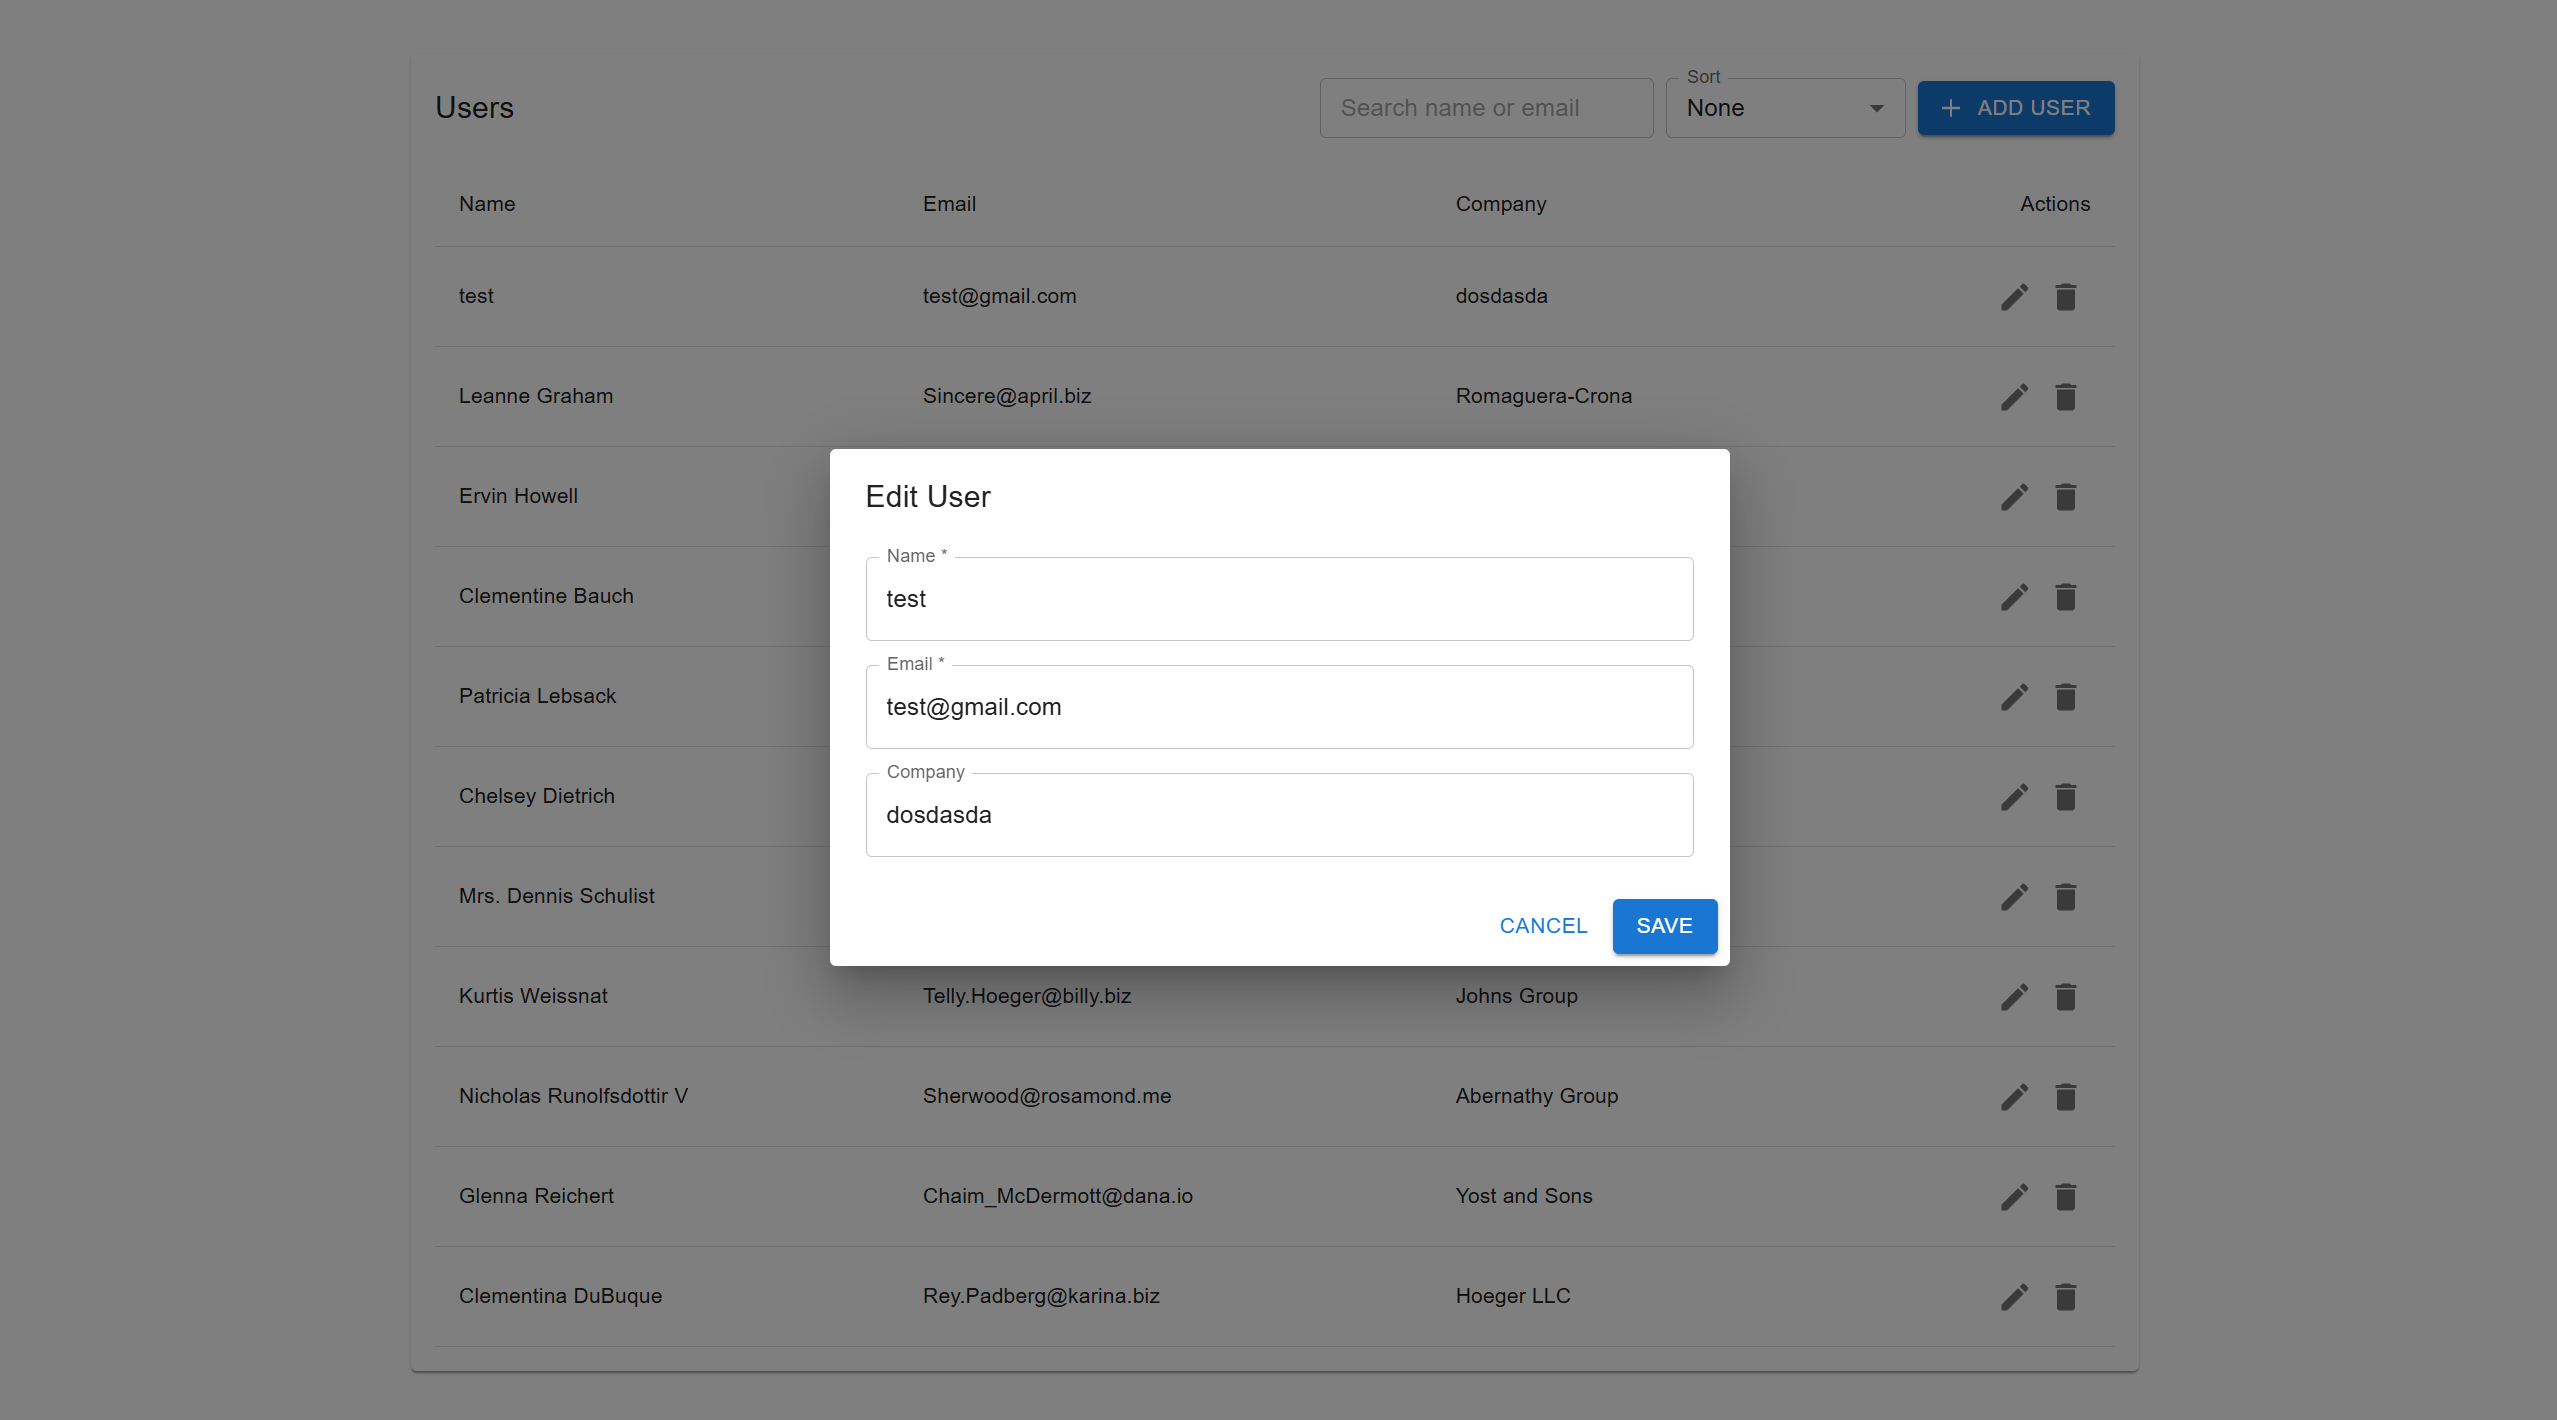 Users
Search name or email
Sort
None
ADD USER
Name Email Company Actions
test test@gmail.com dosdasda
Leanne Graham Sincere@april.biz Romaguera-Crona
Ervin Howell
Clementine Bauch
Patricia Lebsack
Chelsey Dietrich
Mrs. Dennis Schulist
Kurtis Weissnat Telly.Hoeger@billy.biz Johns Group
Nicholas Runolfsdottir V Sherwood@rosamond.me Abernathy Group
Glenna Reichert Chaim_McDermott@dana.io Yost and Sons
Clementina DuBuque Rey.Padberg@karina.biz Hoeger LLC
Edit User
Name *
test
Email *
test@gmail.com
Company
dosdasda
CANCEL SAVE